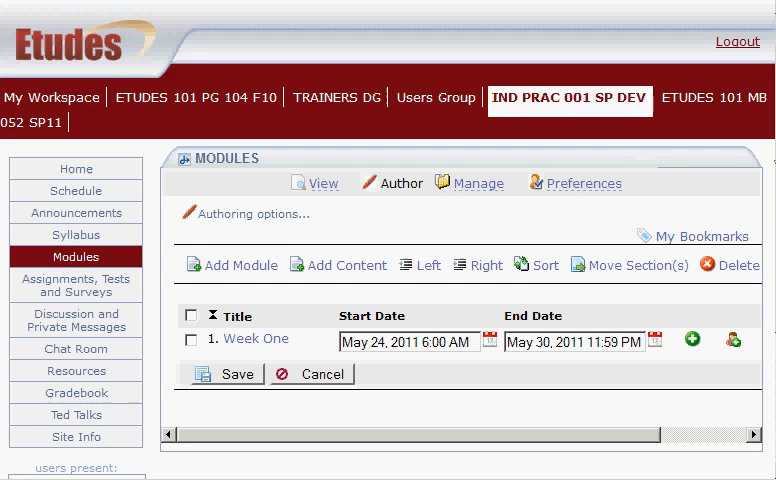 Etudes
Logout
My Workspace ETUDES 101 PG 104 F10 TRAINERS DG Users Group IND PRAC 001 SP DEV ETUDES 101 MB
052 SP11
Home
Schedule
Announcements
Syllabus
Modules
Assignments, Tests
and Surveys
Discussion and
Private Messages
Chat Room
Resources
Gradebook
Ted Talks
Site Info
users present:
MODULES
View Author Manage Preferences
Authoring options...
My Bookmarks
Add Module Add Content Left Right Sort Move Section(s) Delete
Title Start Date End Date
1. Week One May 24, 2011 6:00 AM May 30, 2011 11:59 PM
Save Cancel